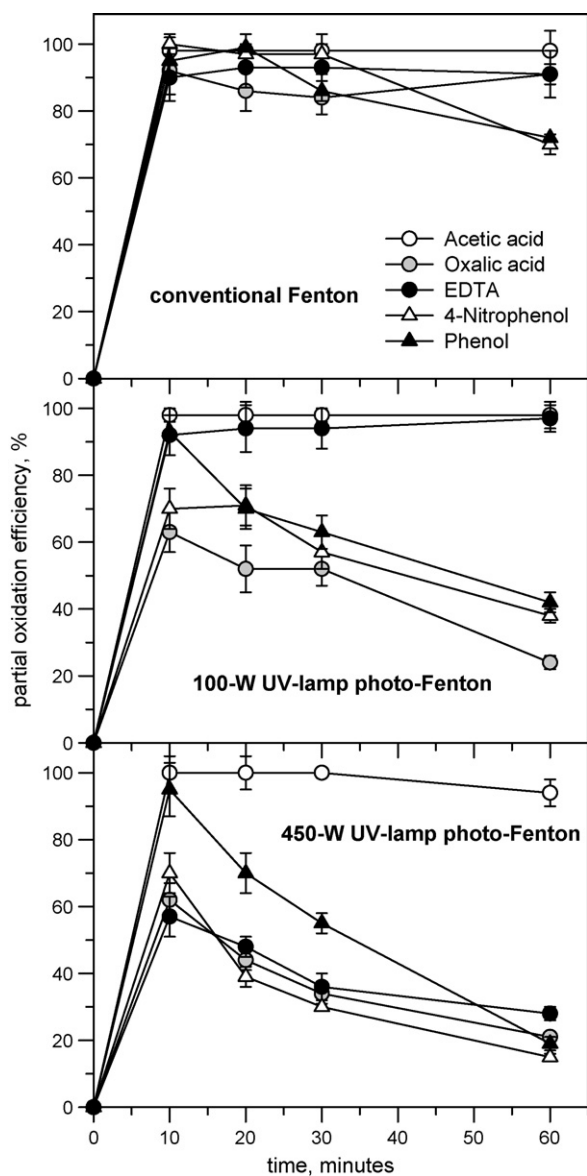 100
80
60
40
20
0
Acetic acid
Oxalic acid
EDTA
4-Nitrophenol
Phenol
conventional Fenton
partial oxidation efficiency, %
100
80
60
40
20
0
100-W UV-lamp photo-Fenton
100
80
60
40
20
0
450-W UV-lamp photo-Fenton
0 10 20 30 40 50 60
time, minutes